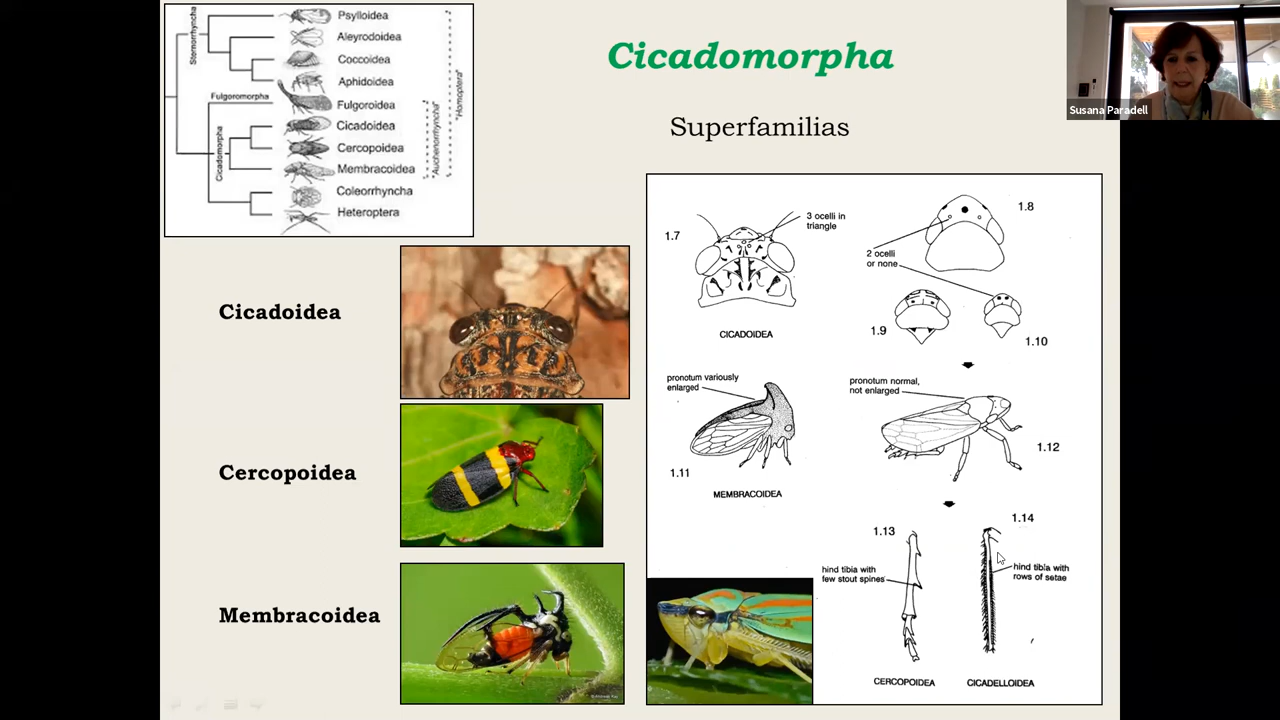 Stenorrhyncha
Psylloidea
Aleyrodoidea
Coccoidea
Aphidoidea
Fulgoromorpha
Fulgoroidea
Cicadomorpha
Cicadoidea
Cercopoidea
Membracoidea
Coleorrhyncha
Heteroptera
"Auchenorrhyncha"
"Homoptera"
Cicadomorpha
Superfamilias
Susana Paradell
Cicadoidea
Cercopoidea
Membracoidea
1.7
3 ocelli in
triangle
CICADOIDEA
1.8
2 ocelli
or none
1.9
1.10
pronotum variously
enlarged
1.11
MEMBRACOIDEA
pronotum normal,
not enlarged
1.12
1.13
hind tibia with
few stout spines
CERCOPOIDEA
1.14
hind tibia with
rows of setae
CICADELLOIDEA